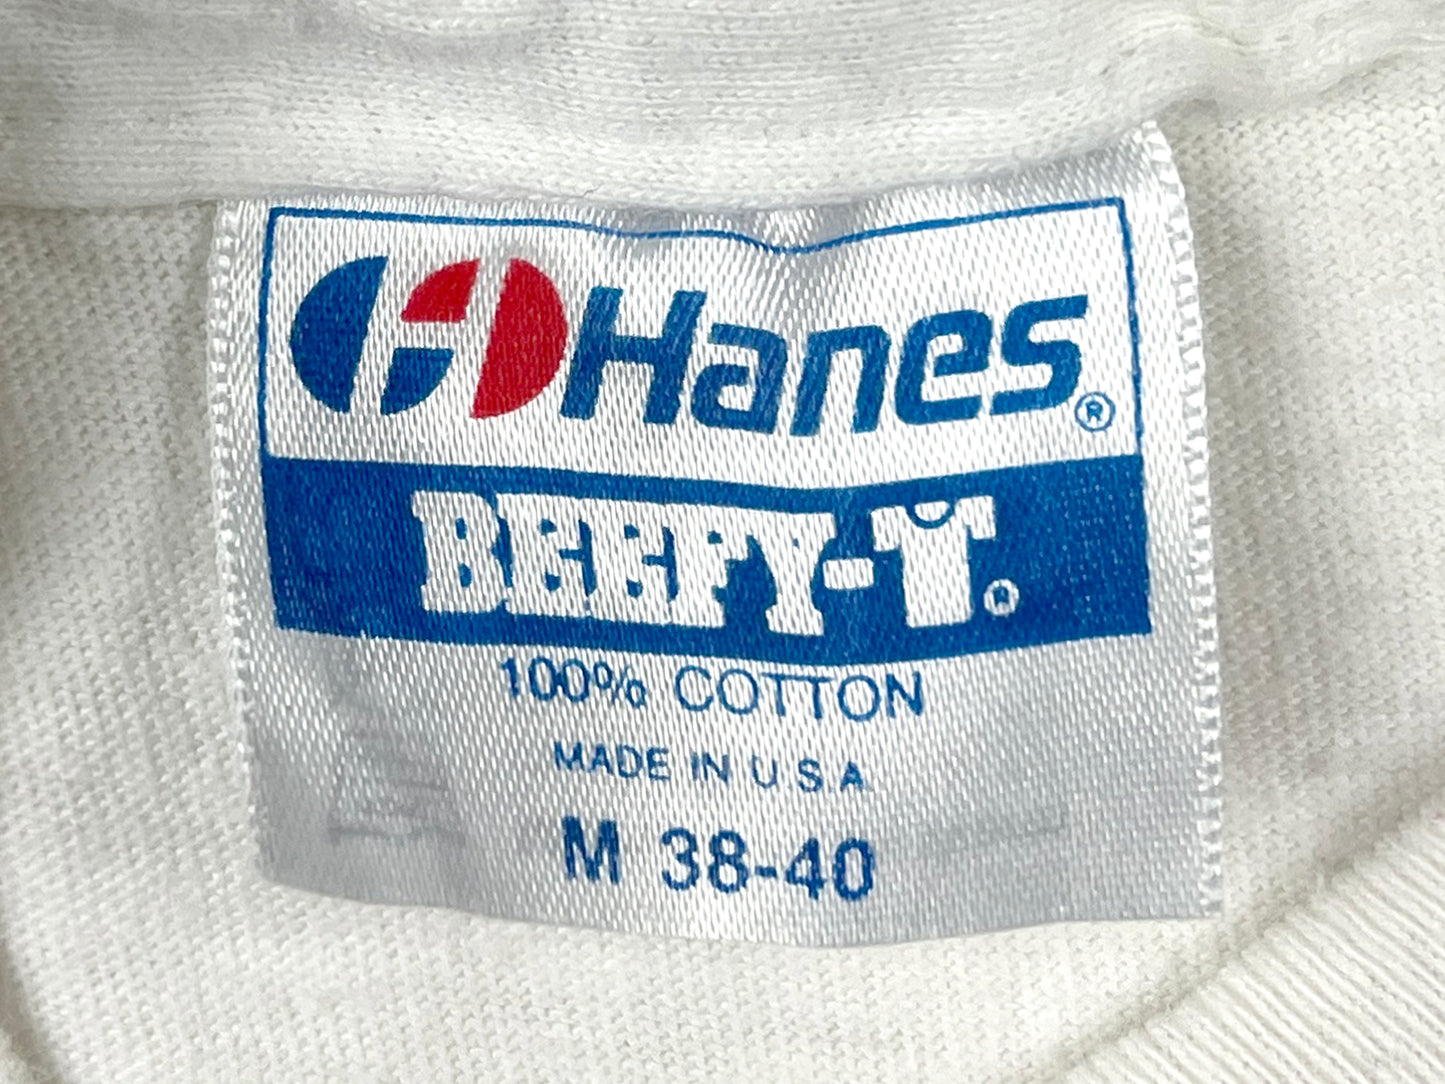 Hanes®
BEEFY-T®
100% COTTON
MADE IN U.S.A.
M 38-40